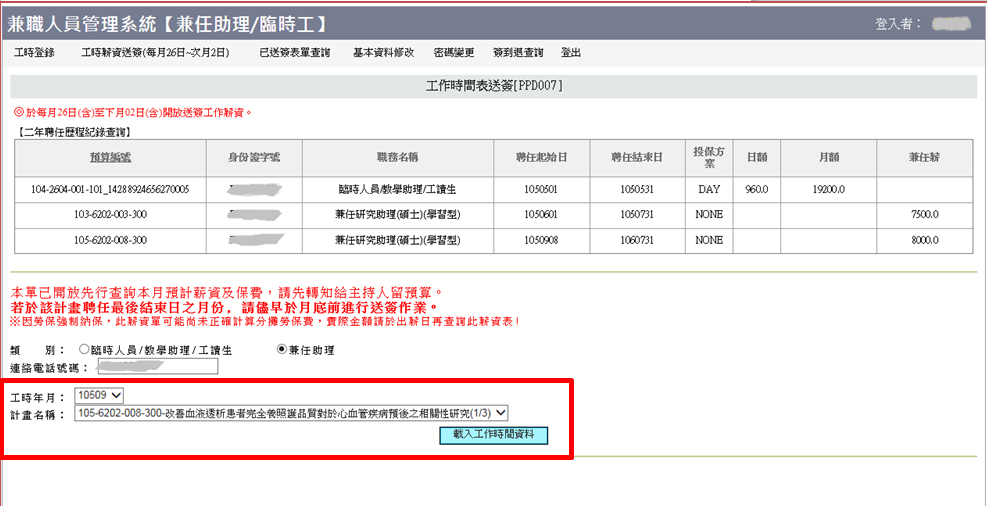 兼職人員管理系統【兼任助理/臨時工】
登入者：
工時登錄 工時薪資送簽(每月26日~次月2日) 已送簽表單查詢 基本資料修改 密碼變更 簽到退查詢 登出
工作時間表送簽[PPD007]
◎於每月26日(含)至下月02日(含)開放送簽工作薪資。
【二年聘任歷程紀錄查詢】
預算編號 身份證字號 職務名稱 聘任起始日 聘任結束日 投保方案 日額 月額 兼任薪
104-2604-001-101_14288924656270005 臨時人員/教學助理/工讀生 1050501 1050531 DAY 960.0 19200.0
103-6202-003-300 兼任研究助理(碩士)(學習型) 1050601 1050731 NONE 7500.0
105-6202-008-300 兼任研究助理(碩士)(學習型) 1050908 1060731 NONE 8000.0
本單已開放先行查詢本月預計薪資及保費，請先轉知給主持人留預算。
若於該計畫聘任最後結束日之月份，請儘早於月底前進行送簽作業。
※因勞保強制納保，此薪資單可能尚未正確計算分攤勞保費，實際金額請於出薪日再查詢此薪資表!
類 別： 臨時人員/教學助理/工讀生 兼任助理
連絡電話號碼：
工時年月： 10509
計畫名稱： 105-6202-008-300-改善血液透析患者完全養照護品質對於心血管疾病預後之相關性研究(1/3)
載入工作時間資料